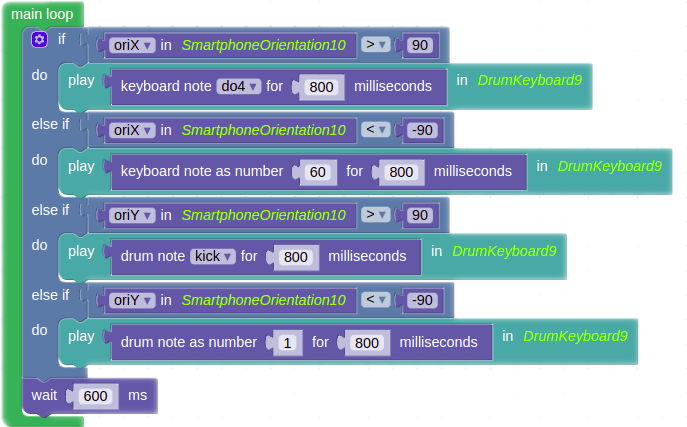 main loop
if oriX ▾ in SmartphoneOrientation10 > ▾ 90
do play keyboard note do4 ▾ for 800 milliseconds in DrumKeyboard9
else if oriX ▾ in SmartphoneOrientation10 < ▾ -90
do play keyboard note as number 60 for 800 milliseconds in DrumKeyboard9
else if oriY ▾ in SmartphoneOrientation10 > ▾ 90
do play drum note kick ▾ for 800 milliseconds in DrumKeyboard9
else if oriY ▾ in SmartphoneOrientation10 < ▾ -90
do play drum note as number 1 for 800 milliseconds in DrumKeyboard9
wait 600 ms